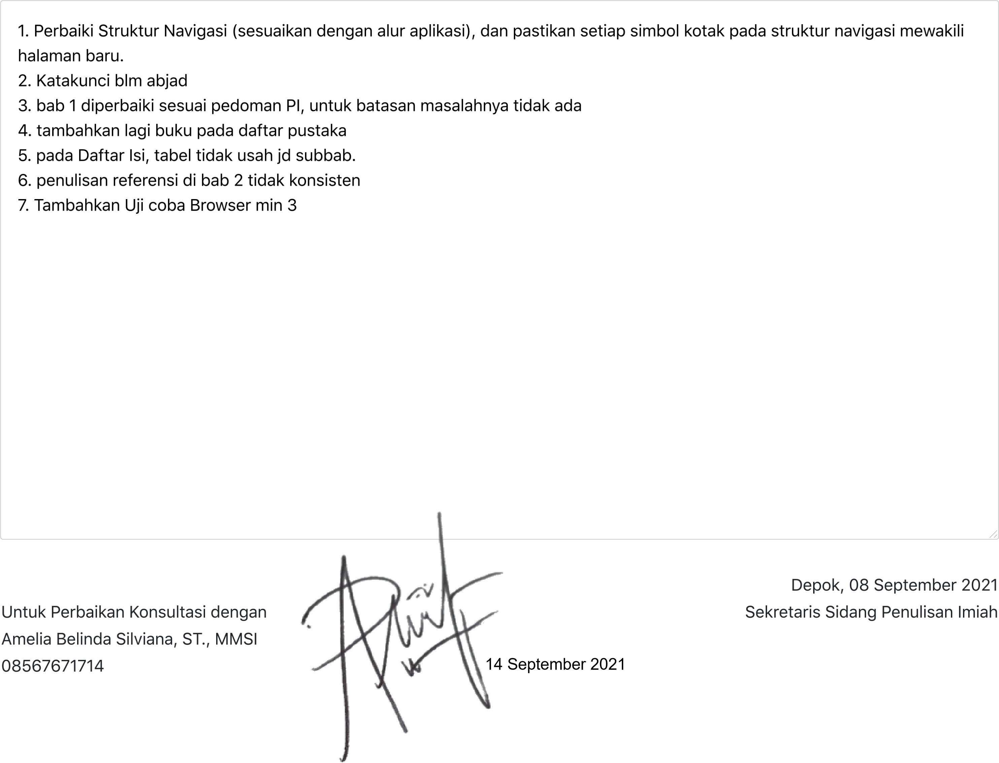 1. Perbaiki Struktur Navigasi (sesuaikan dengan alur aplikasi), dan pastikan setiap simbol kotak pada struktur navigasi mewakili
halaman baru.
2. Katakunci blm abjad
3. bab 1 diperbaiki sesuai pedoman PI, untuk batasan masalahnya tidak ada
4. tambahkan lagi buku pada daftar pustaka
5. pada Daftar Isi, tabel tidak usah jd subbab.
6. penulisan referensi di bab 2 tidak konsisten
7. Tambahkan Uji coba Browser min 3
Depok, 08 September 2021
Untuk Perbaikan Konsultasi dengan
Sekretaris Sidang Penulisan Imiah
Amelia Belinda Silviana, ST., MMSI
08567671714
14 September 2021